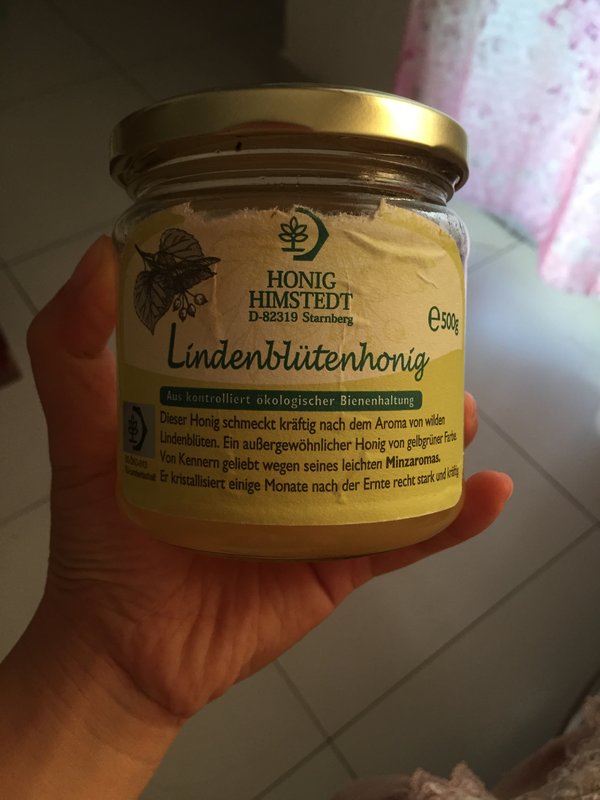 HONIG
HIMSTEDT
D-82319 Starnberg
℮500g
Lindenblütenhonig
Aus kontrolliert ökologischer Bienenhaltung
Dieser Honig schmeckt kräftig nach dem Aroma von wilden
Lindenblüten. Ein außergewöhnlicher Honig von gelbgrüner Farbe.
Von Kennern geliebt wegen seines leichten Minzaromas.
Er kristallisiert einige Monate nach der Ernte recht stark und kräftig.